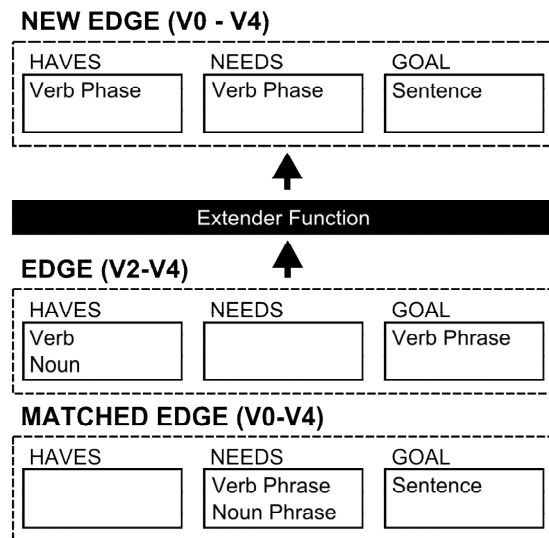 NEW EDGE (V0 - V4)
HAVES NEEDS GOAL
Verb Phase Verb Phase Sentence
Extender Function
EDGE (V2-V4)
HAVES NEEDS GOAL
Verb Verb Phrase
Noun
MATCHED EDGE (V0-V4)
HAVES NEEDS GOAL
Verb Phrase Sentence
Noun Phrase